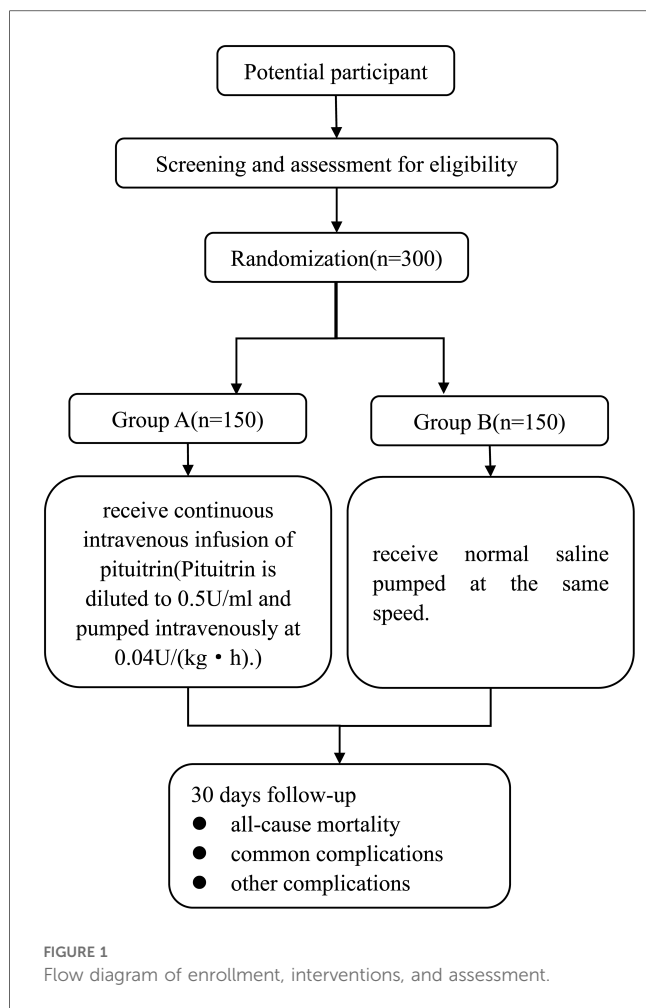 Potential participant
Screening and assessment for eligibility
Randomization(n=300)
Group A(n=150)
Group B(n=150)
receive continuous
intravenous infusion of
pituitrin(Pituitrin is
diluted to 0.5U/ml and
pumped intravenously at
0.04U/(kg・h).)
receive normal saline
pumped at the same
speed.
30 days follow-up
● all-cause mortality
● common complications
● other complications
FIGURE 1
Flow diagram of enrollment, interventions, and assessment.